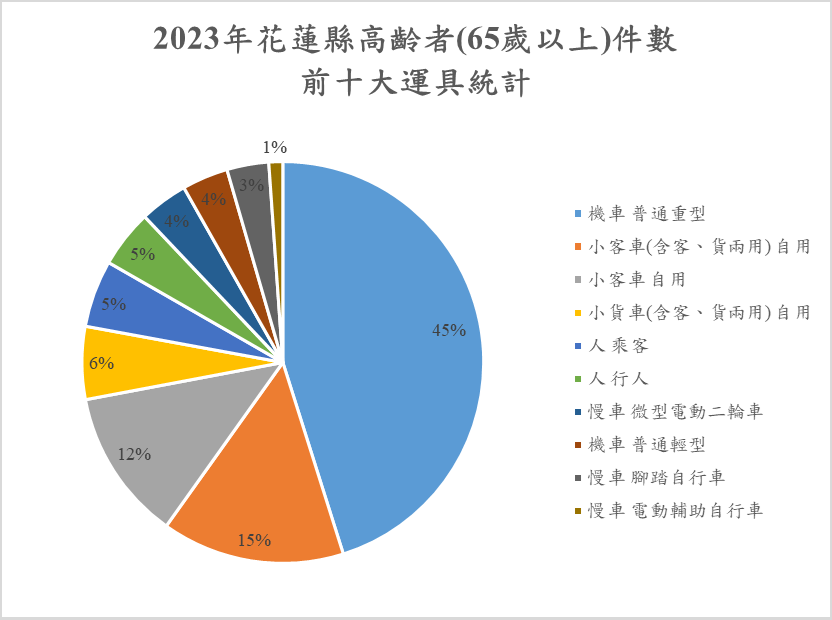 2023年花蓮縣高齡者(65歲以上)件數
前十大運具統計
1%
3%
4%
4%
5%
5%
6%
12%
15%
45%
機車 普通重型
小客車(含客、貨兩用) 自用
小客車 自用
小貨車(含客、貨兩用) 自用
人 乘客
人 行人
慢車 微型電動二輪車
機車 普通輕型
慢車 腳踏自行車
慢車 電動輔助自行車